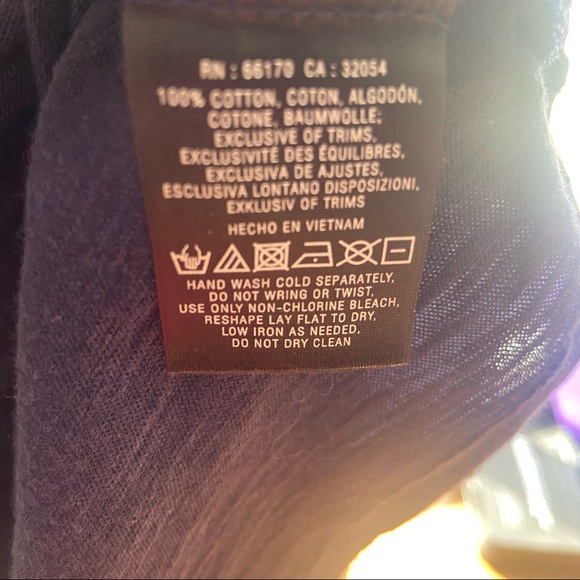 RN : 66170 CA : 32054
100% COTTON, COTON, ALGODÓN,
COTONE, BAUMWOLLE;
EXCLUSIVE OF TRIMS,
EXCLUSIVITÉ DES ÉQUILIBRES,
EXCLUSIVA DE AJUSTES,
ESCLUSIVA LONTANO DISPOSIZIONI,
EXKLUSIV OF TRIMS
HECHO EN VIETNAM
HAND WASH COLD SEPARATELY,
DO NOT WRING OR TWIST,
USE ONLY NON-CHLORINE BLEACH,
RESHAPE LAY FLAT TO DRY,
LOW IRON AS NEEDED,
DO NOT DRY CLEAN